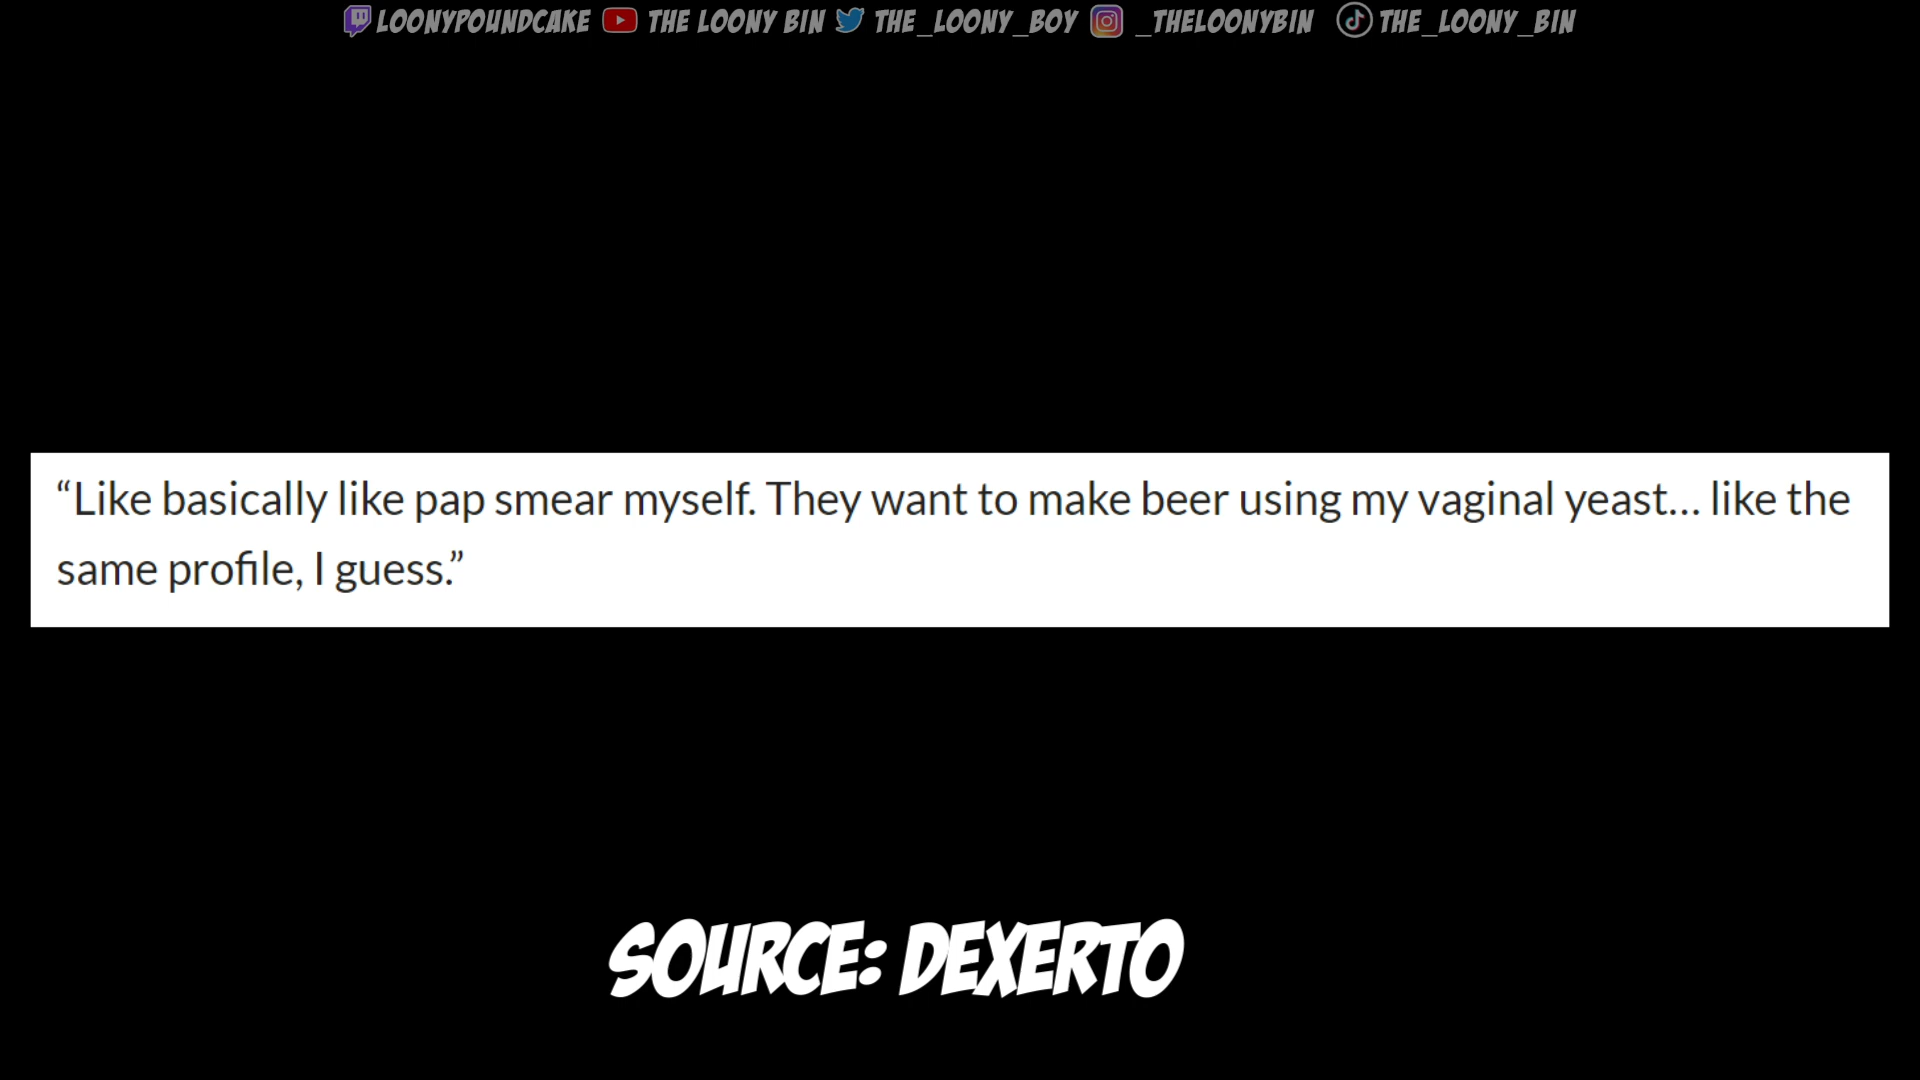 LOONYPOUNDCAKE THE LOONY BIN THE_LOONY_BOY _THELOONYBIN THE_LOONY_BIN
“Like basically like pap smear myself. They want to make beer using my vaginal yeast... like the
same profile, I guess.”
SOURCE: DEXERTO